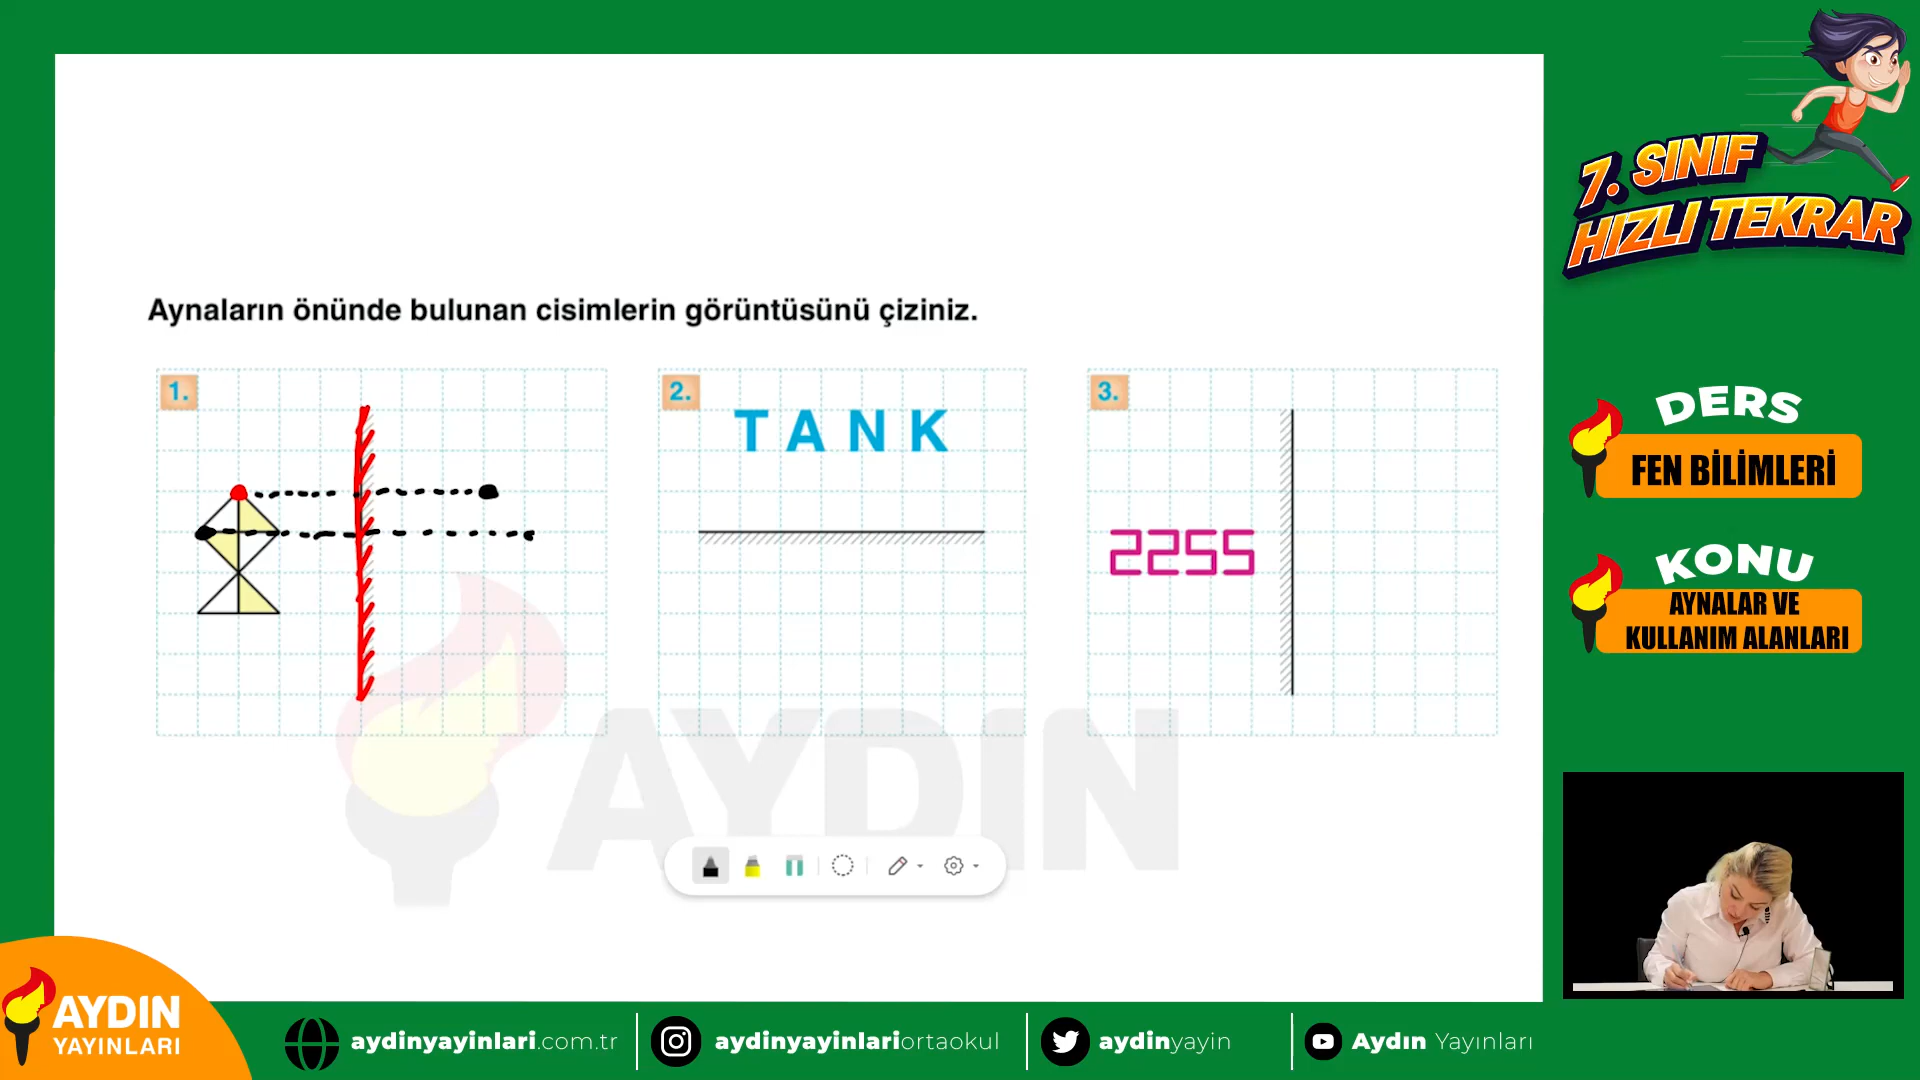 7. SINIF
HIZLI TEKRAR
Aynaların önünde bulunan cisimlerin görüntüsünü çiziniz.
1.
2.
TANK
3.
2255
DERS
FEN BİLİMLERİ
KONU
AYNALAR VE
KULLANIM ALANLARI
AYDIN
AYDIN
YAYINLARI
aydinyayinlari.com.tr
aydinyayinlariortaokul
aydinyayin
Aydın Yayınları